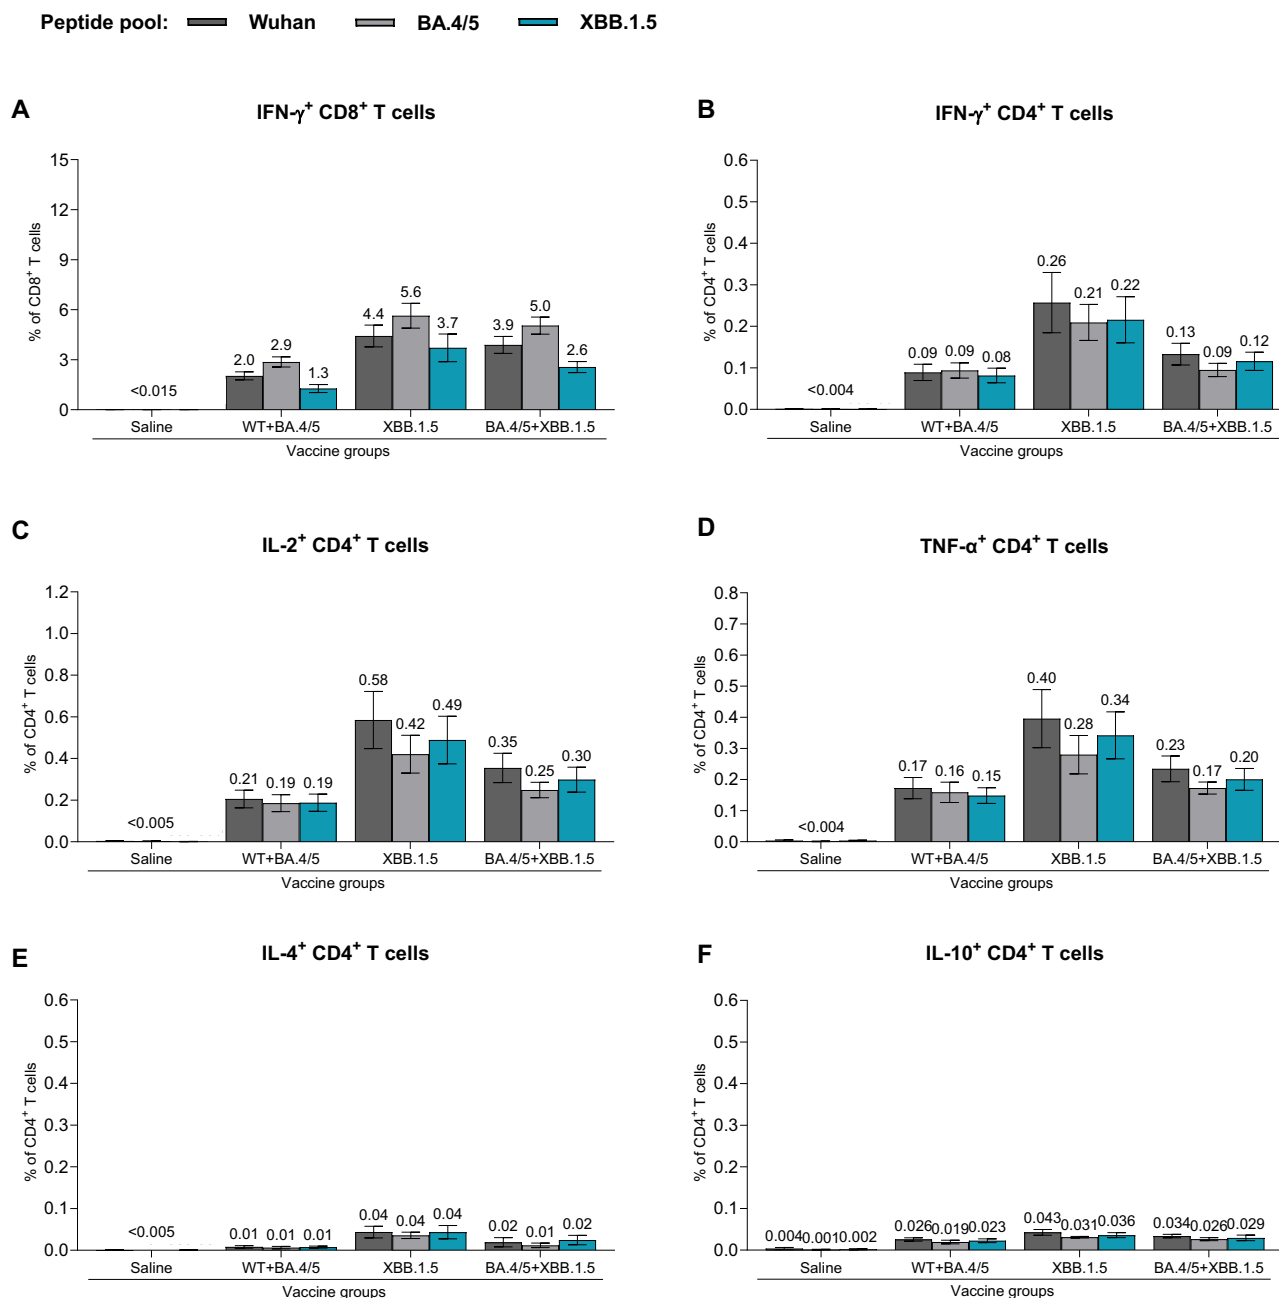 Peptide pool: Wuhan BA.4/5 XBB.1.5
A
IFN-γ⁺ CD8⁺ T cells
% of CD8⁺ T cells
15
12
9
6
3
0
<0.015
2.0 2.9 1.3
4.4 5.6 3.7
3.9 5.0 2.6
Saline WT+BA.4/5 XBB.1.5 BA.4/5+XBB.1.5
Vaccine groups
B
IFN-γ⁺ CD4⁺ T cells
% of CD4⁺ T cells
0.6
0.5
0.4
0.3
0.2
0.1
0.0
<0.004
0.09 0.09 0.08
0.26 0.21 0.22
0.13 0.09 0.12
Saline WT+BA.4/5 XBB.1.5 BA.4/5+XBB.1.5
Vaccine groups
C
IL-2⁺ CD4⁺ T cells
% of CD4⁺ T cells
1.2
1.0
0.8
0.6
0.4
0.2
0.0
<0.005
0.21 0.19 0.19
0.58 0.42 0.49
0.35 0.25 0.30
Saline WT+BA.4/5 XBB.1.5 BA.4/5+XBB.1.5
Vaccine groups
D
TNF-α⁺ CD4⁺ T cells
% of CD4⁺ T cells
0.8
0.7
0.6
0.5
0.4
0.3
0.2
0.1
0.0
<0.004
0.17 0.16 0.15
0.40 0.28 0.34
0.23 0.17 0.20
Saline WT+BA.4/5 XBB.1.5 BA.4/5+XBB.1.5
Vaccine groups
E
IL-4⁺ CD4⁺ T cells
% of CD4⁺ T cells
0.6
0.5
0.4
0.3
0.2
0.1
0.0
<0.005
0.01 0.01 0.01
0.04 0.04 0.04
0.02 0.01 0.02
Saline WT+BA.4/5 XBB.1.5 BA.4/5+XBB.1.5
Vaccine groups
F
IL-10⁺ CD4⁺ T cells
% of CD4⁺ T cells
0.6
0.5
0.4
0.3
0.2
0.1
0.0
0.004 0.001 0.002
0.026 0.019 0.023
0.043 0.031 0.036
0.034 0.026 0.029
Saline WT+BA.4/5 XBB.1.5 BA.4/5+XBB.1.5
Vaccine groups